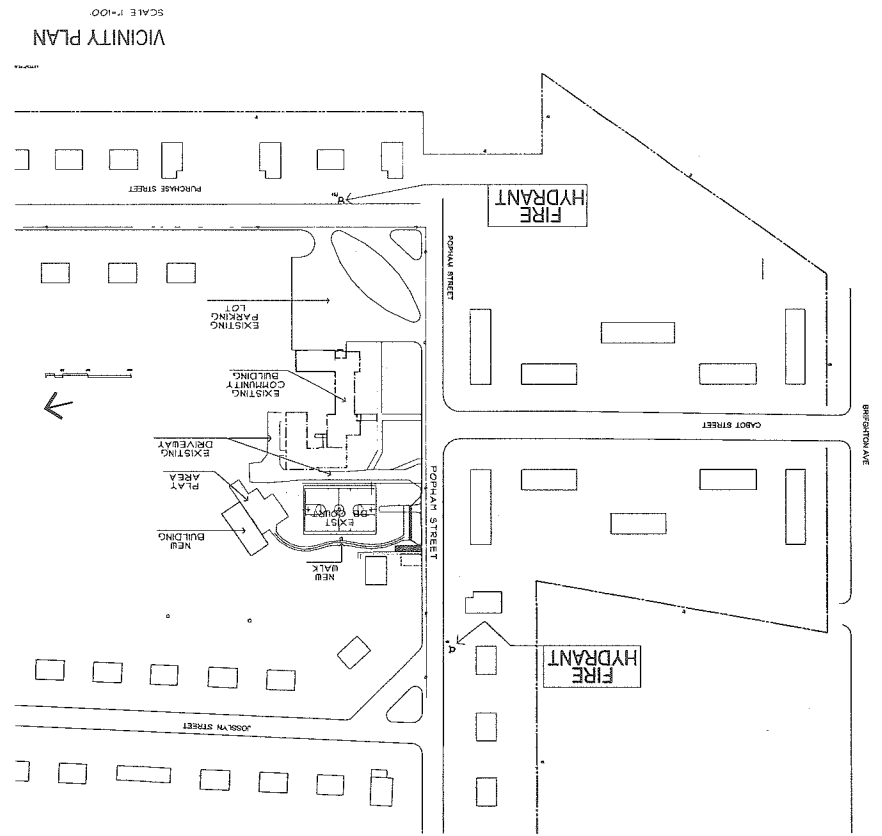 JOSSLYN STREET
FIRE
HYDRANT
NEW
WALK
NEW
BUILDING
POPHAM STREET
EXIST
BB COURT
PLAY
AREA
EXISTING
DRIVEWAY
BRIGHTON AVE
CABOT STREET
EXISTING
COMMUNITY
BUILDING
EXISTING
PARKING
LOT
POPHAM STREET
FIRE
HYDRANT
PURCHASE STREET
VICINITY PLAN
SCALE 1"=100'